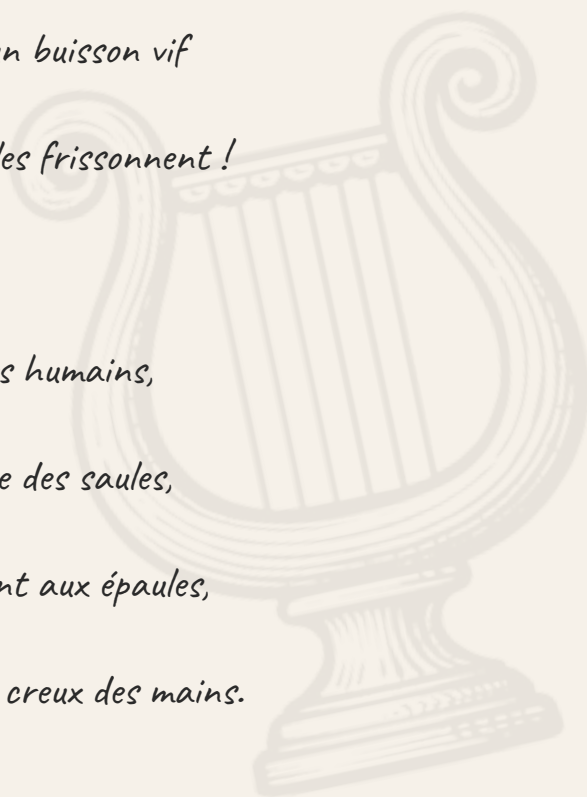 n buisson vif
les frissonnent !
s humains,
e des saules,
nt aux épaules,
creux des mains.